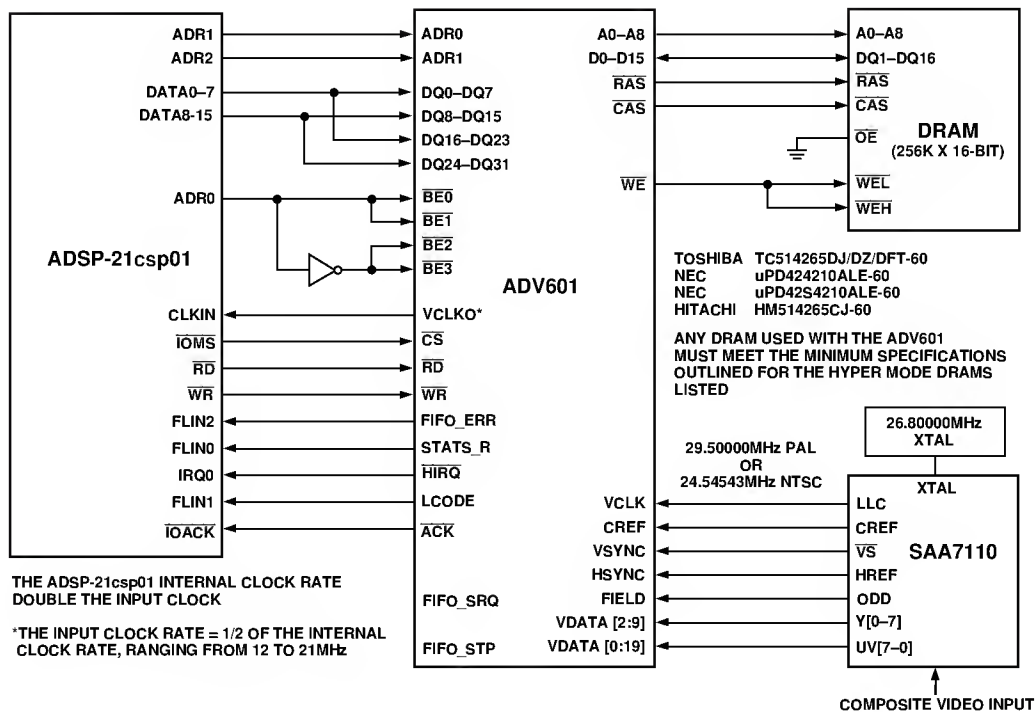 ADSP-21csp01
ADR1
ADR2
DATA0–7
DATA8-15
ADR0
CLKIN
IOMS
RD
WR
FLIN2
FLIN0
IRQ0
FLIN1
IOACK
THE ADSP-21csp01 INTERNAL CLOCK RATE
DOUBLE THE INPUT CLOCK
*THE INPUT CLOCK RATE = 1/2 OF THE INTERNAL
CLOCK RATE, RANGING FROM 12 TO 21MHz
ADV601
ADR0
ADR1
DQ0–DQ7
DQ8–DQ15
DQ16–DQ23
DQ24–DQ31
BE0
BE1
BE2
BE3
VCLKO*
CS
RD
WR
FIFO_ERR
STATS_R
HIRQ
LCODE
ACK
FIFO_SRQ
FIFO_STP
A0–A8
D0–D15
RAS
CAS
WE
VCLK
CREF
VSYNC
HSYNC
FIELD
VDATA [2:9]
VDATA [0:19]
A0–A8
DQ1–DQ16
RAS
CAS
OE
WEL
WEH
DRAM
(256K X 16-BIT)
TOSHIBA TC514265DJ/DZ/DFT-60
NEC uPD424210ALE-60
NEC uPD42S4210ALE-60
HITACHI HM514265CJ-60
ANY DRAM USED WITH THE ADV601
MUST MEET THE MINIMUM SPECIFICATIONS
OUTLINED FOR THE HYPER MODE DRAMS
LISTED
29.50000MHz PAL
OR
24.54543MHz NTSC
26.80000MHz
XTAL
XTAL
LLC
CREF
VS
HREF
ODD
Y[0–7]
UV[7–0]
SAA7110
COMPOSITE VIDEO INPUT